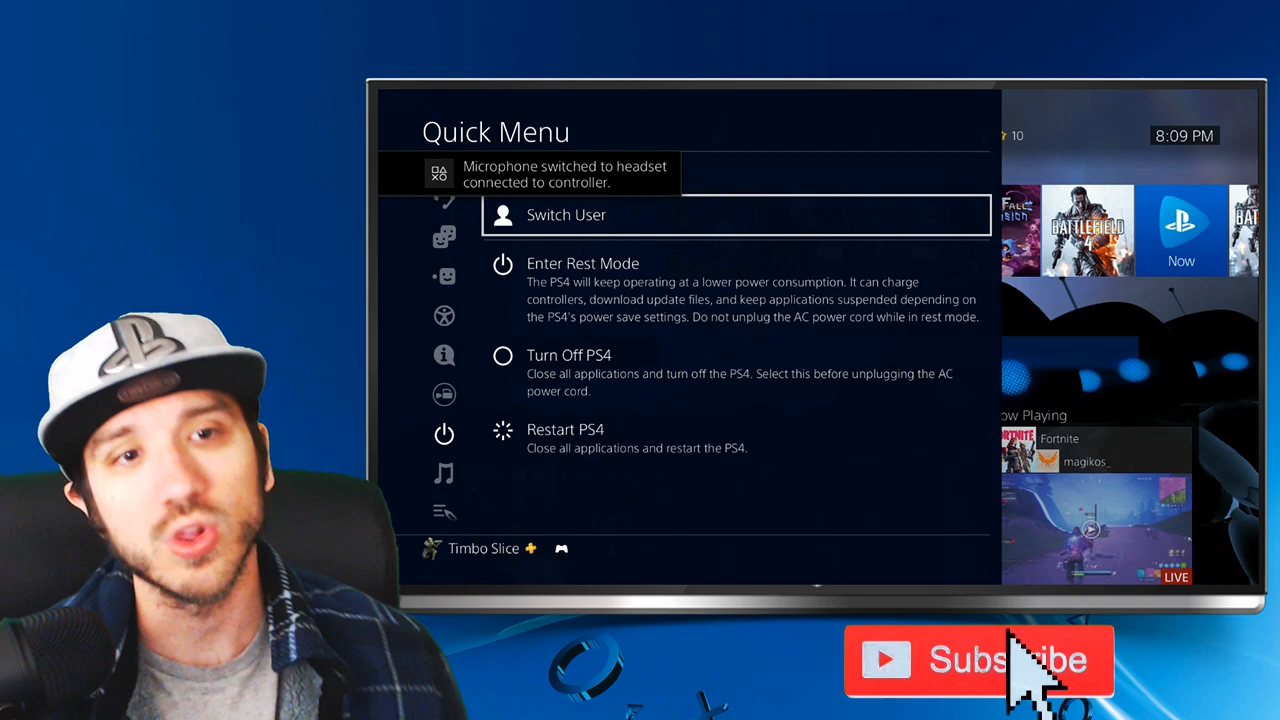 Quick Menu
Microphone switched to headset
connected to controller.
Switch User
Enter Rest Mode
The PS4 will keep operating at a lower power consumption. It can charge
controllers, download update files, and keep applications suspended depending on
the PS4's power save settings. Do not unplug the AC power cord while in rest mode.
Turn Off PS4
Close all applications and turn off the PS4. Select this before unplugging the AC
power cord.
Restart PS4
Close all applications and restart the PS4.
Timbo Slice
10
8:09 PM
BATTLEFIELD
4
Now
BAT
ow Playing
Fortnite
magikos_
LIVE
Subs ibe